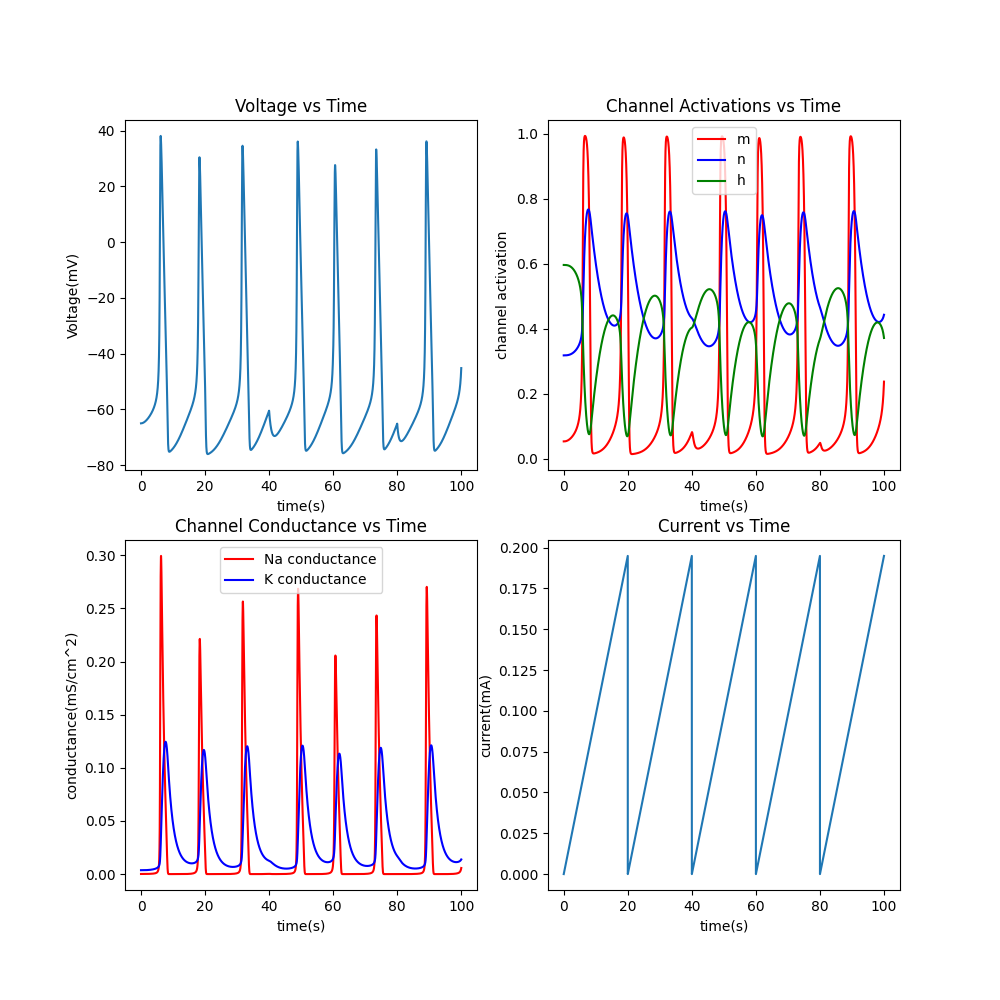 Voltage vs Time
40
20
0
−20
−40
−60
−80
Voltage(mV)
0 20 40 60 80 100
time(s)
Channel Activations vs Time
1.0
0.8
0.6
0.4
0.2
0.0
channel activation
m
n
h
0 20 40 60 80 100
time(s)
Channel Conductance vs Time
0.30
0.25
0.20
0.15
0.10
0.05
0.00
conductance(mS/cm^2)
Na conductance
K conductance
0 20 40 60 80 100
time(s)
Current vs Time
0.200
0.175
0.150
0.125
0.100
0.075
0.050
0.025
0.000
current(mA)
0 20 40 60 80 100
time(s)